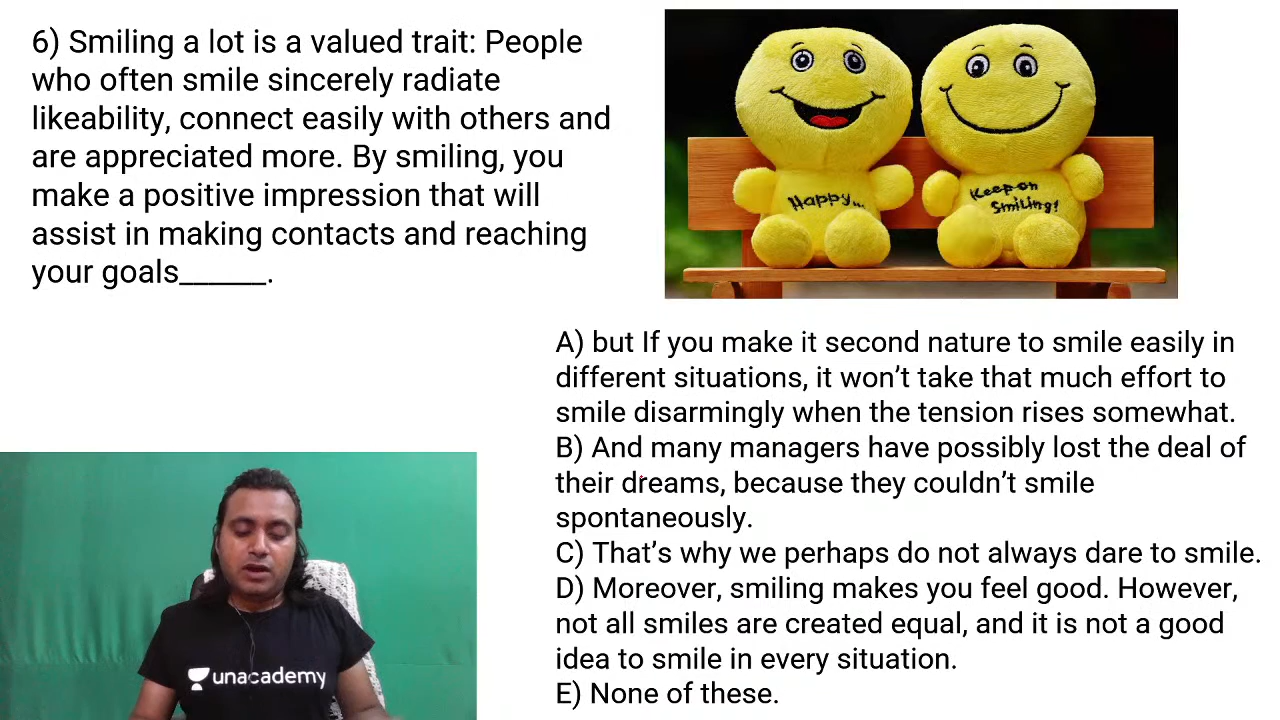 6) Smiling a lot is a valued trait: People
who often smile sincerely radiate
likeability, connect easily with others and
are appreciated more. By smiling, you
make a positive impression that will
assist in making contacts and reaching
your goals______.
Happy...
Keep on
Smiling!
A) but If you make it second nature to smile easily in
different situations, it won’t take that much effort to
smile disarmingly when the tension rises somewhat.
B) And many managers have possibly lost the deal of
their dreams, because they couldn’t smile
spontaneously.
C) That’s why we perhaps do not always dare to smile.
D) Moreover, smiling makes you feel good. However,
not all smiles are created equal, and it is not a good
idea to smile in every situation.
E) None of these.
unacademy